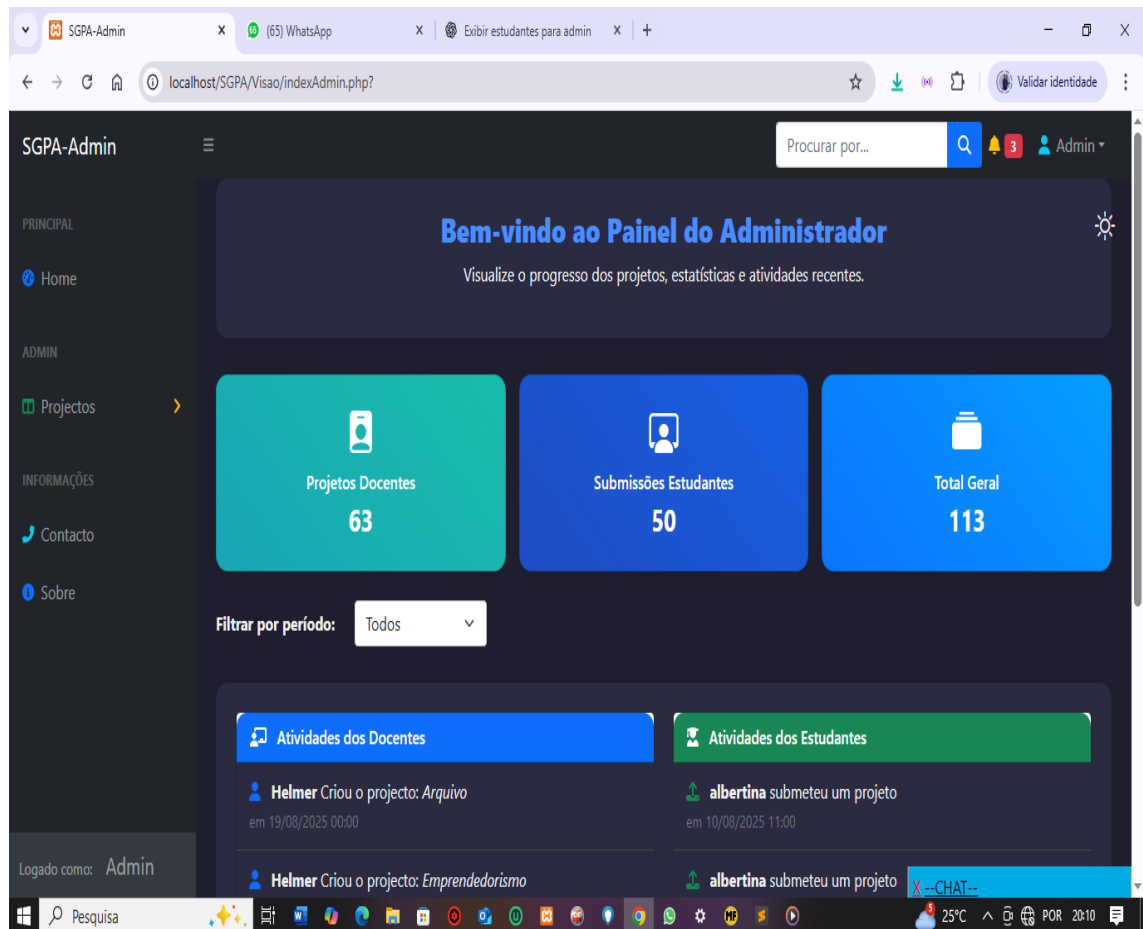 SGPA-Admin
(65) WhatsApp
Exibir estudantes para admin
localhost/SGPA/Visao/indexAdmin.php?
Validar identidade
SGPA-Admin
Procurar por...
3
Admin
PRINCIPAL
Home
ADMIN
Projectos
INFORMAÇÕES
Contacto
Sobre
Logado como: Admin
Bem-vindo ao Painel do Administrador
Visualize o progresso dos projetos, estatísticas e atividades recentes.
Projetos Docentes
63
Submissões Estudantes
50
Total Geral
113
Filtrar por período: Todos
Atividades dos Docentes
Helmer Criou o projecto: Arquivo
em 19/08/2025 00:00
Helmer Criou o projecto: Emprendedorismo
Atividades dos Estudantes
albertina submeteu um projeto
em 10/08/2025 11:00
albertina submeteu um projeto
X --CHAT--
Pesquisa
5
25°C
POR
20:10